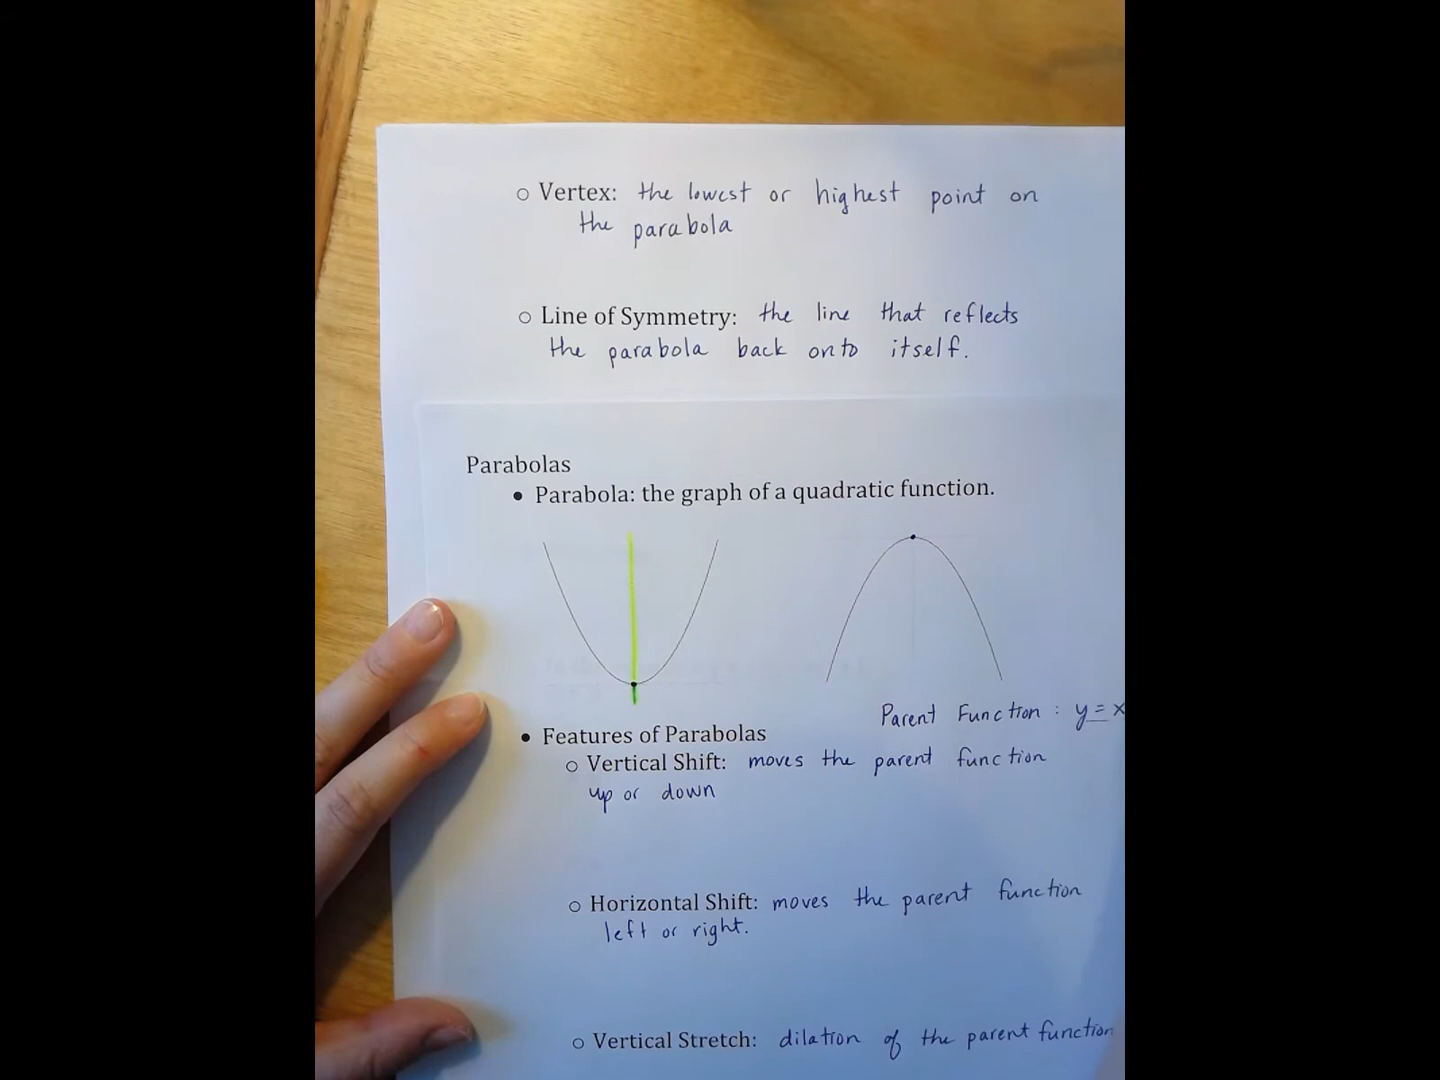 ○ Vertex: the lowest or highest point on
the parabola
○ Line of Symmetry: the line that reflects
the parabola back onto itself.
Parabolas
• Parabola: the graph of a quadratic function.
Parent Function : y = x
• Features of Parabolas
○ Vertical Shift: moves the parent function
up or down
○ Horizontal Shift: moves the parent function
left or right.
○ Vertical Stretch: dilation of the parent function